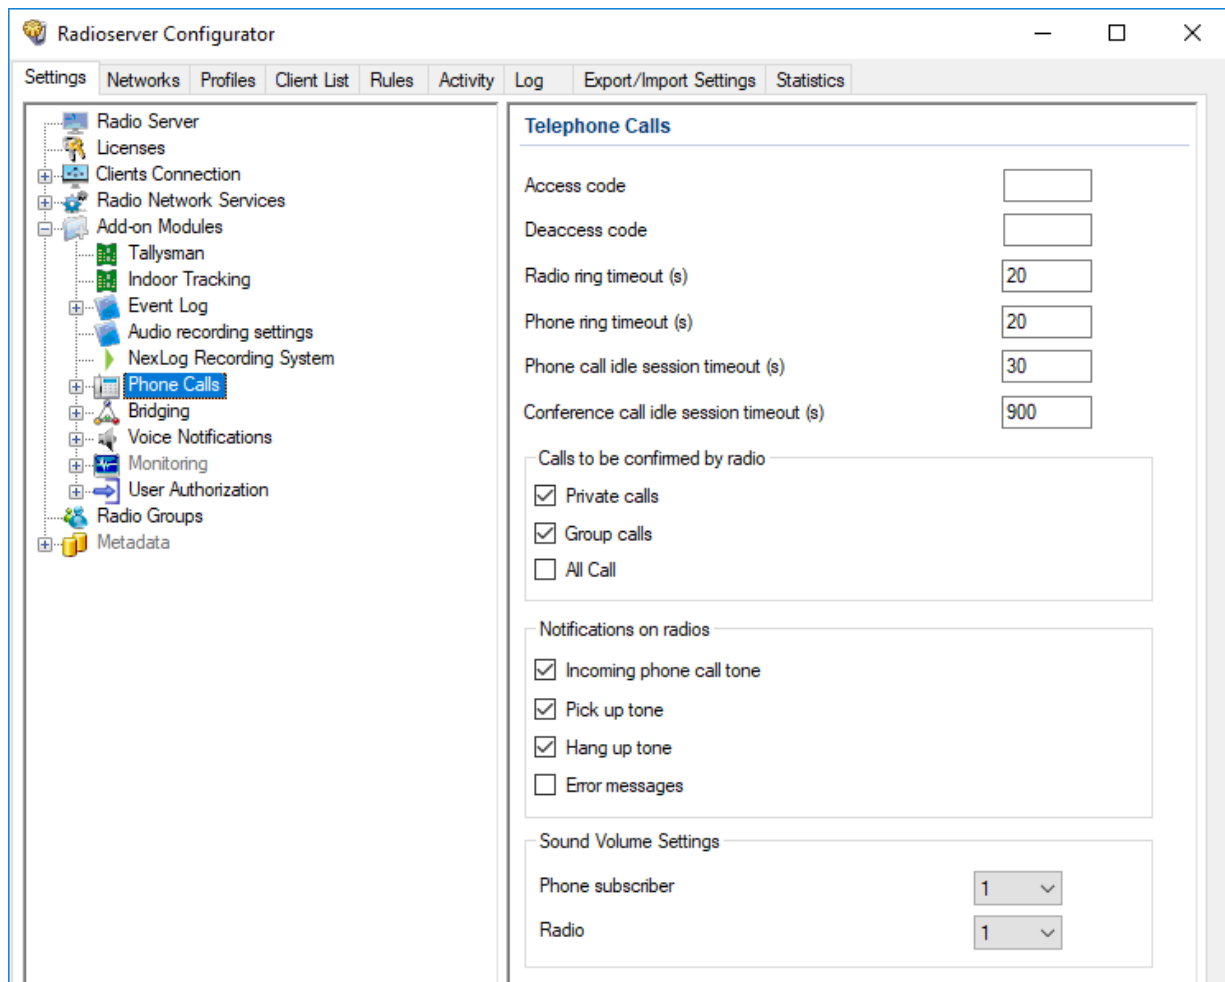 Radioserver Configurator
Settings Networks Profiles Client List Rules Activity Log Export/Import Settings Statistics
Radio Server
Licenses
Clients Connection
Radio Network Services
Add-on Modules
Tallysman
Indoor Tracking
Event Log
Audio recording settings
NexLog Recording System
Phone Calls
Bridging
Voice Notifications
Monitoring
User Authorization
Radio Groups
Metadata
Telephone Calls
Access code
Deaccess code
Radio ring timeout (s) 20
Phone ring timeout (s) 20
Phone call idle session timeout (s) 30
Conference call idle session timeout (s) 900
Calls to be confirmed by radio
Private calls
Group calls
All Call
Notifications on radios
Incoming phone call tone
Pick up tone
Hang up tone
Error messages
Sound Volume Settings
Phone subscriber 1
Radio 1